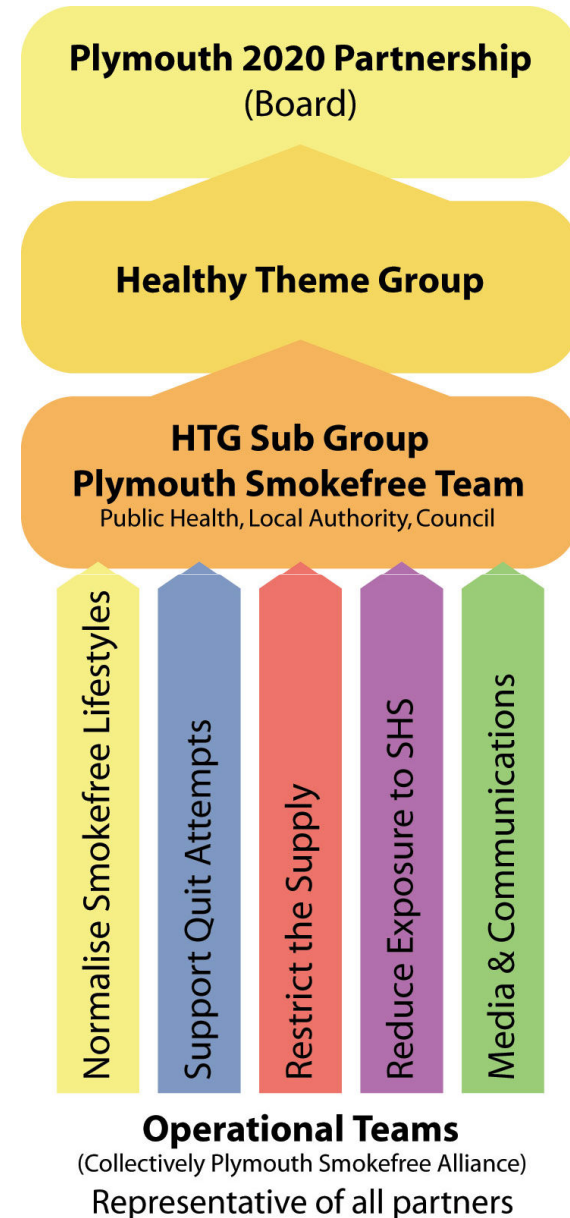 Plymouth 2020 Partnership
(Board)
Healthy Theme Group
HTG Sub Group
Plymouth Smokefree Team
Public Health, Local Authority, Council
Normalise Smokefree Lifestyles
Support Quit Attempts
Restrict the Supply
Reduce Exposure to SHS
Media & Communications
Operational Teams
(Collectively Plymouth Smokefree Alliance)
Representative of all partners